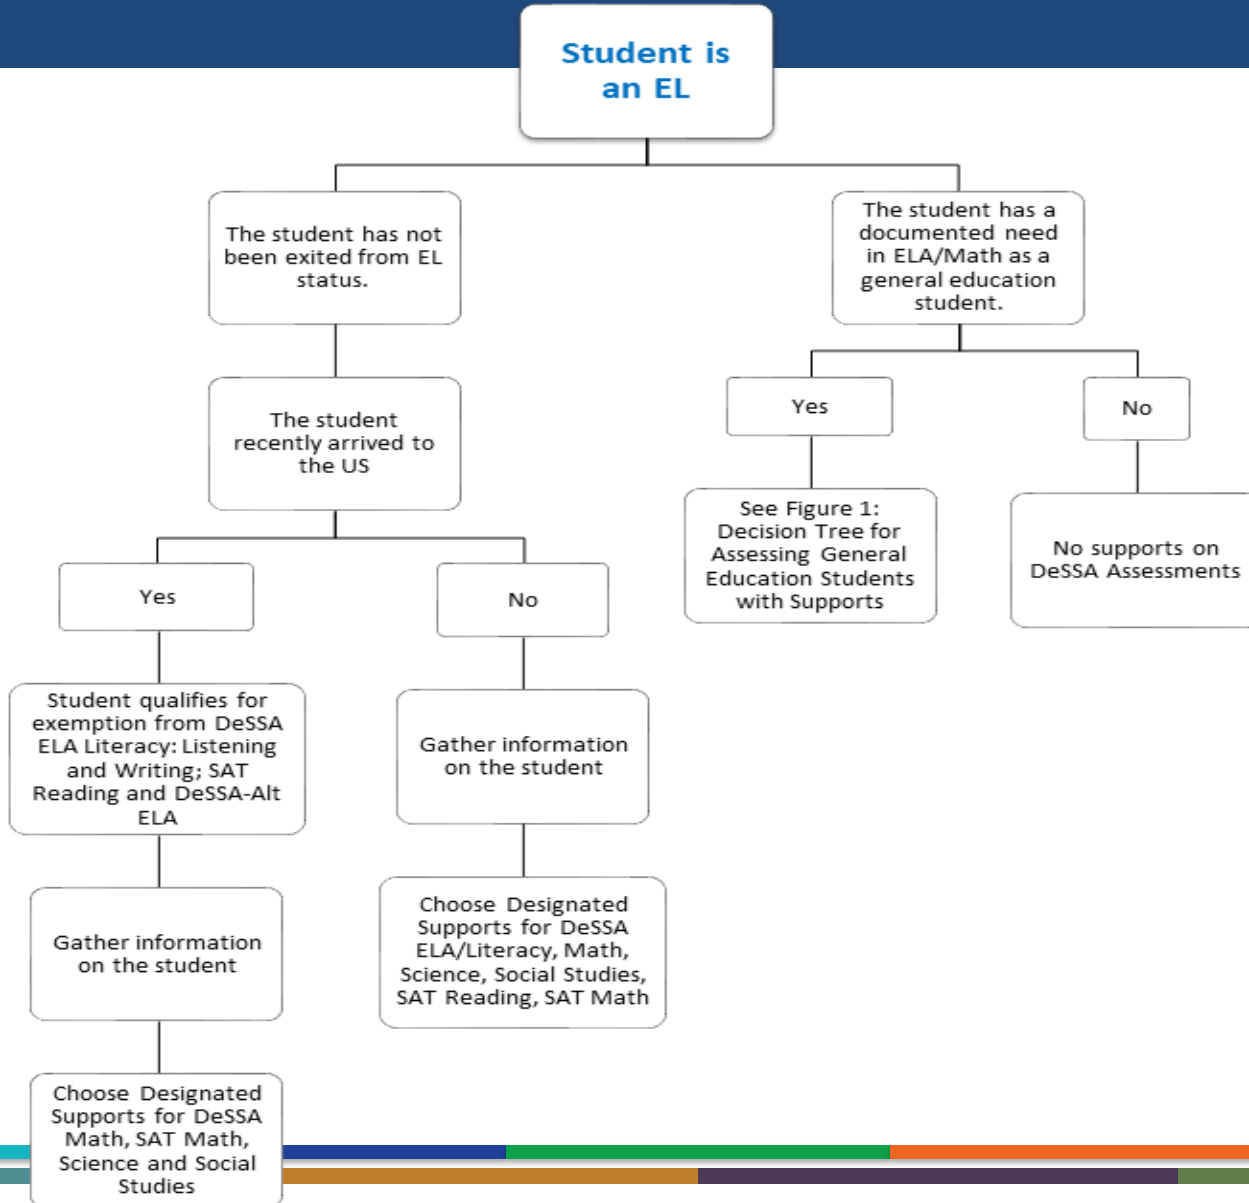 Student is
an EL
The student has not
been exited from EL
status.
The student has a
documented need
in ELA/Math as a
general education
student.
The student
recently arrived to
the US
Yes
No
Yes
No
See Figure 1:
Decision Tree for
Assessing General
Education Students
with Supports
No supports on
DeSSA Assessments
Student qualifies for
exemption from DeSSA
ELA Literacy: Listening
and Writing; SAT
Reading and DeSSA-Alt
ELA
Gather information
on the student
Gather information
on the student
Choose Designated
Supports for DeSSA
ELA/Literacy, Math,
Science, Social Studies,
SAT Reading, SAT Math
Choose Designated
Supports for DeSSA
Math, SAT Math,
Science and Social
Studies